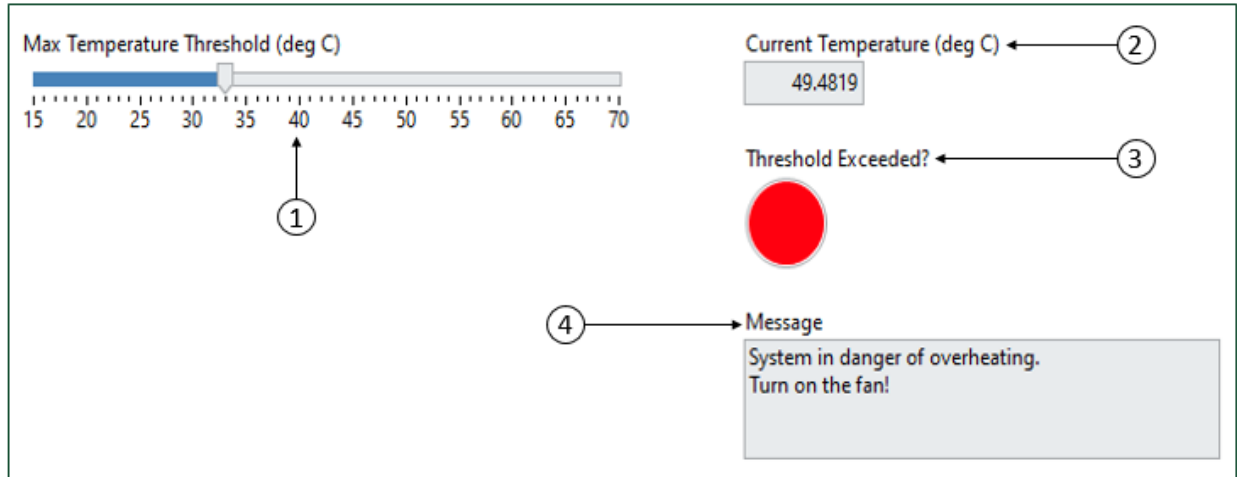 Max Temperature Threshold (deg C)
15 20 25 30 35 40 45 50 55 60 65 70
1
Current Temperature (deg C)
2
49.4819
Threshold Exceeded?
3
4
Message
System in danger of overheating.
Turn on the fan!